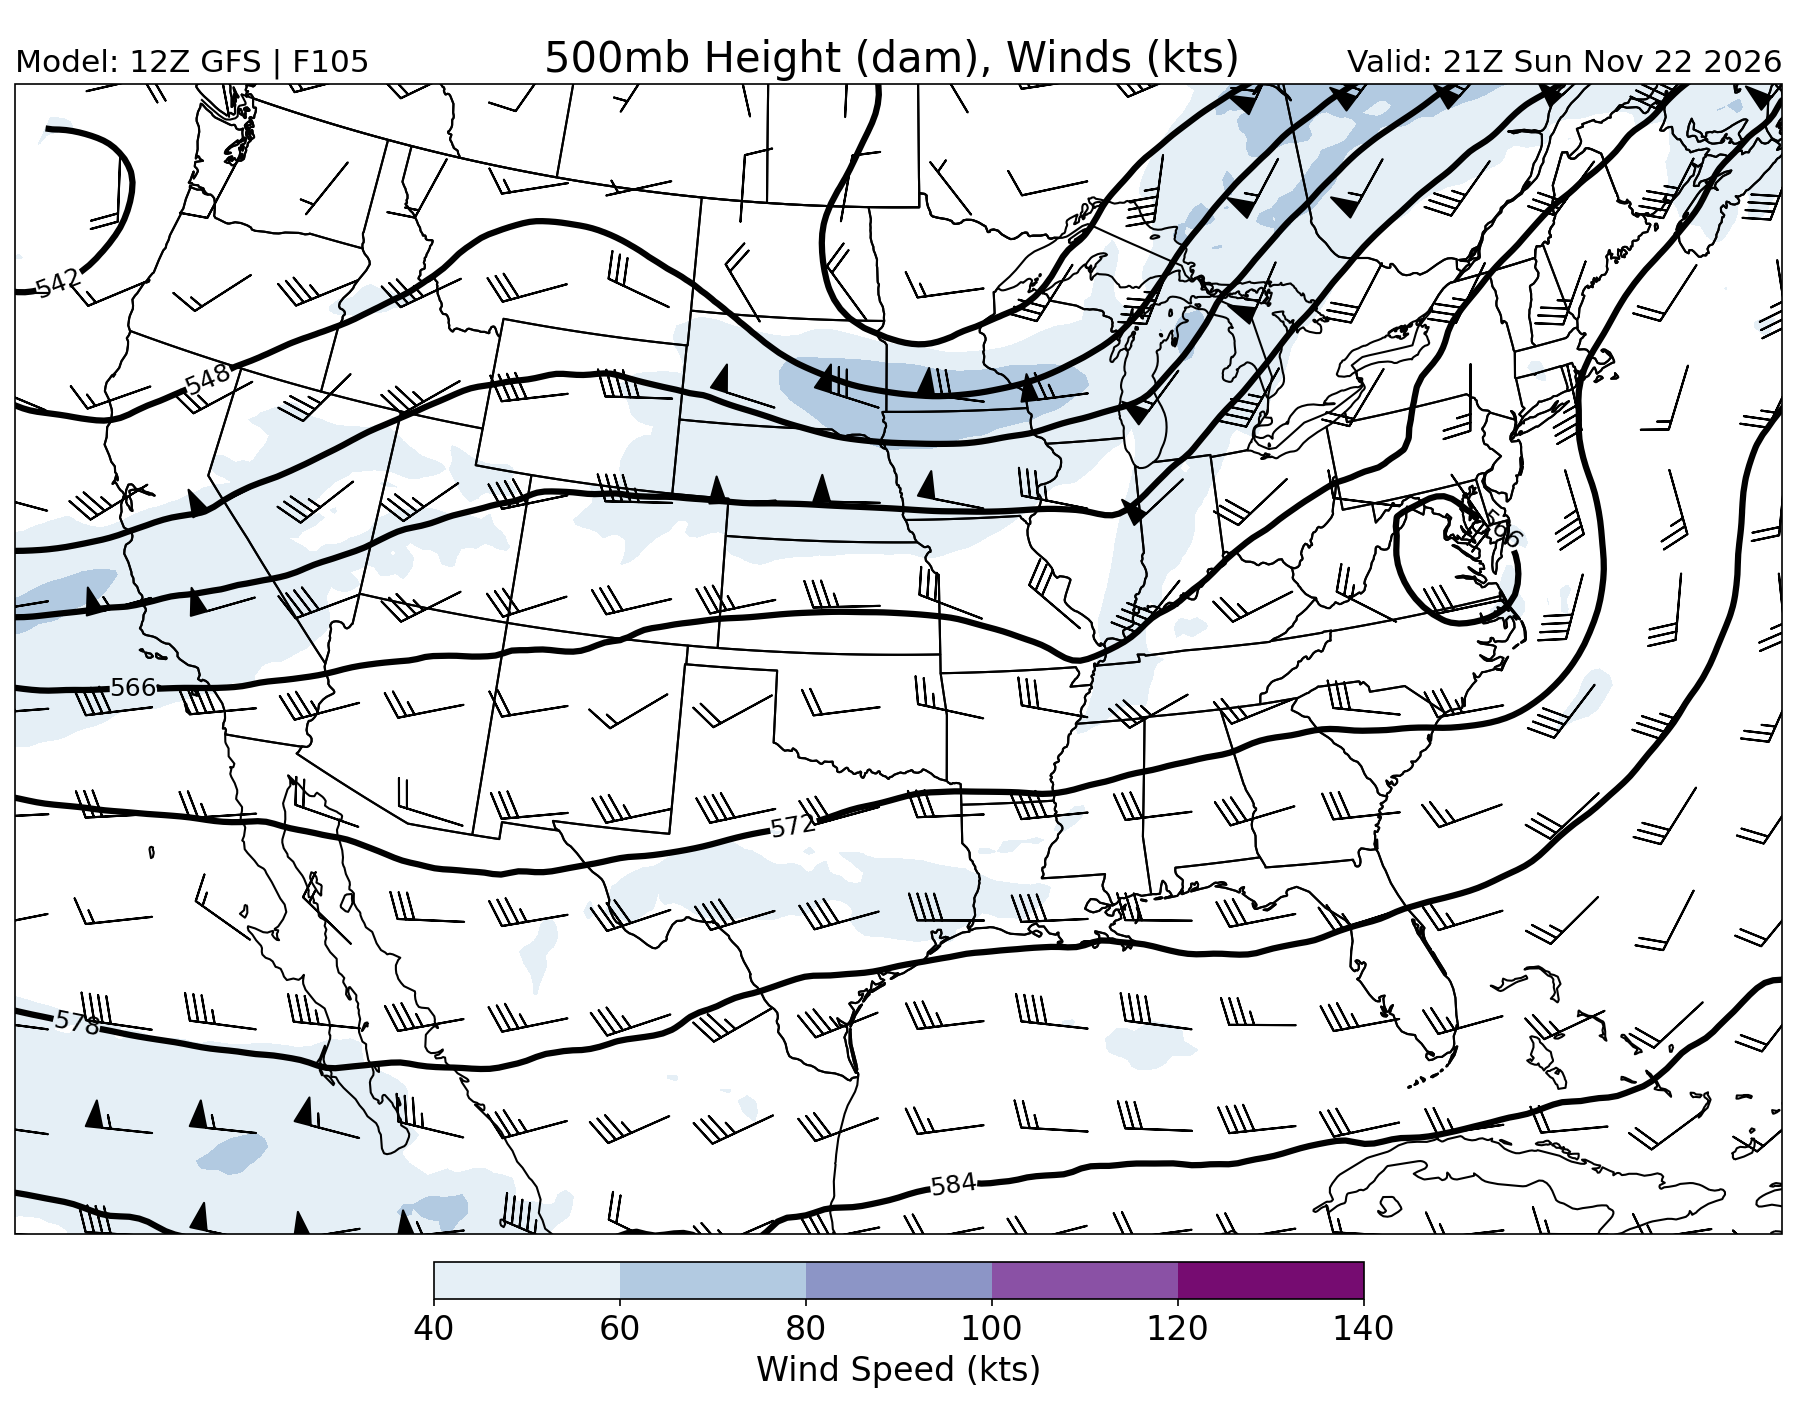 Model: 12Z GFS | F105
500mb Height (dam), Winds (kts)
Valid: 21Z Sun Nov 22 2026
542
548
566
572
578
584
40 60 80 100 120 140
Wind Speed (kts)